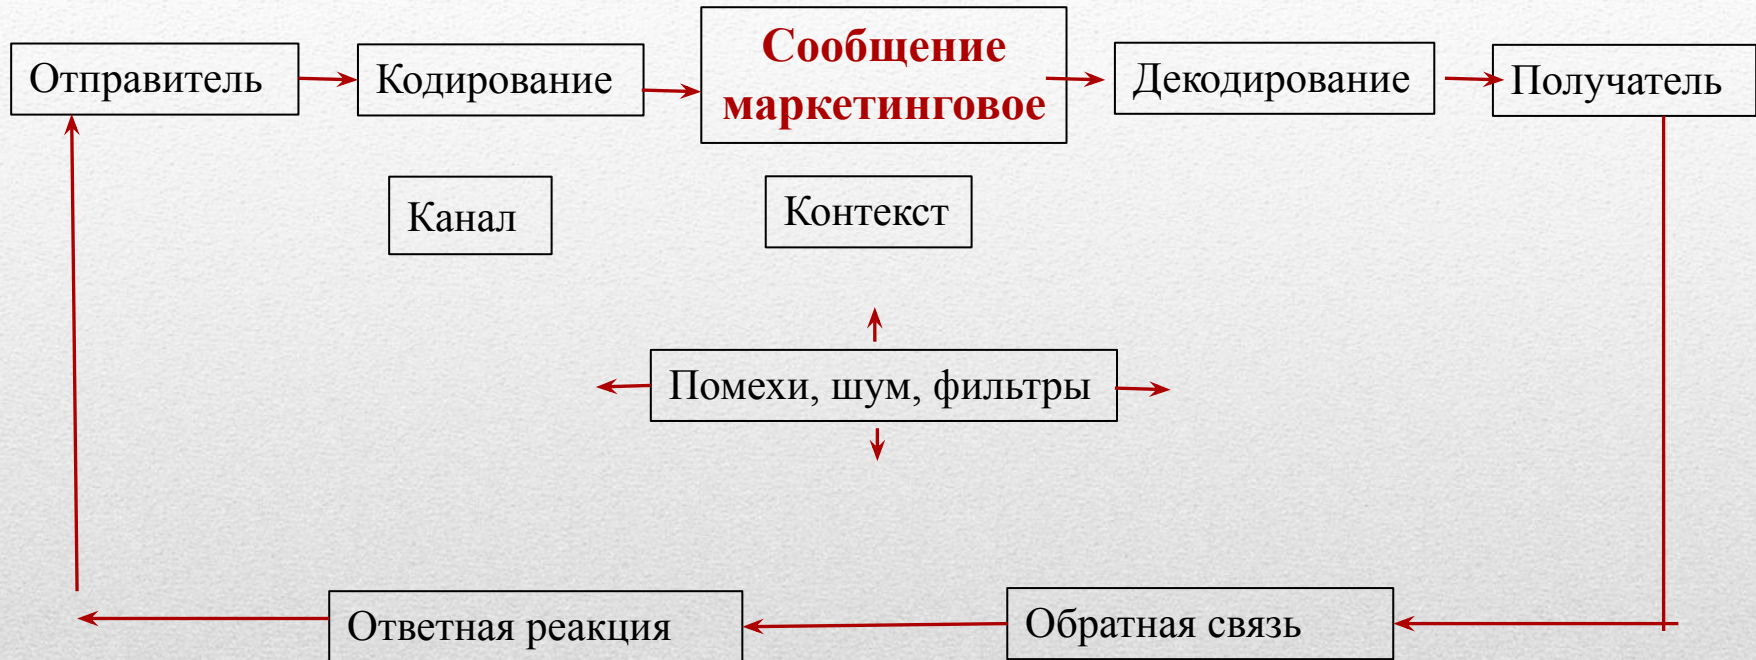 Отправитель
Кодирование
Сообщение
маркетинговое
Декодирование
Получатель
Канал
Контекст
Помехи, шум, фильтры
Ответная реакция
Обратная связь